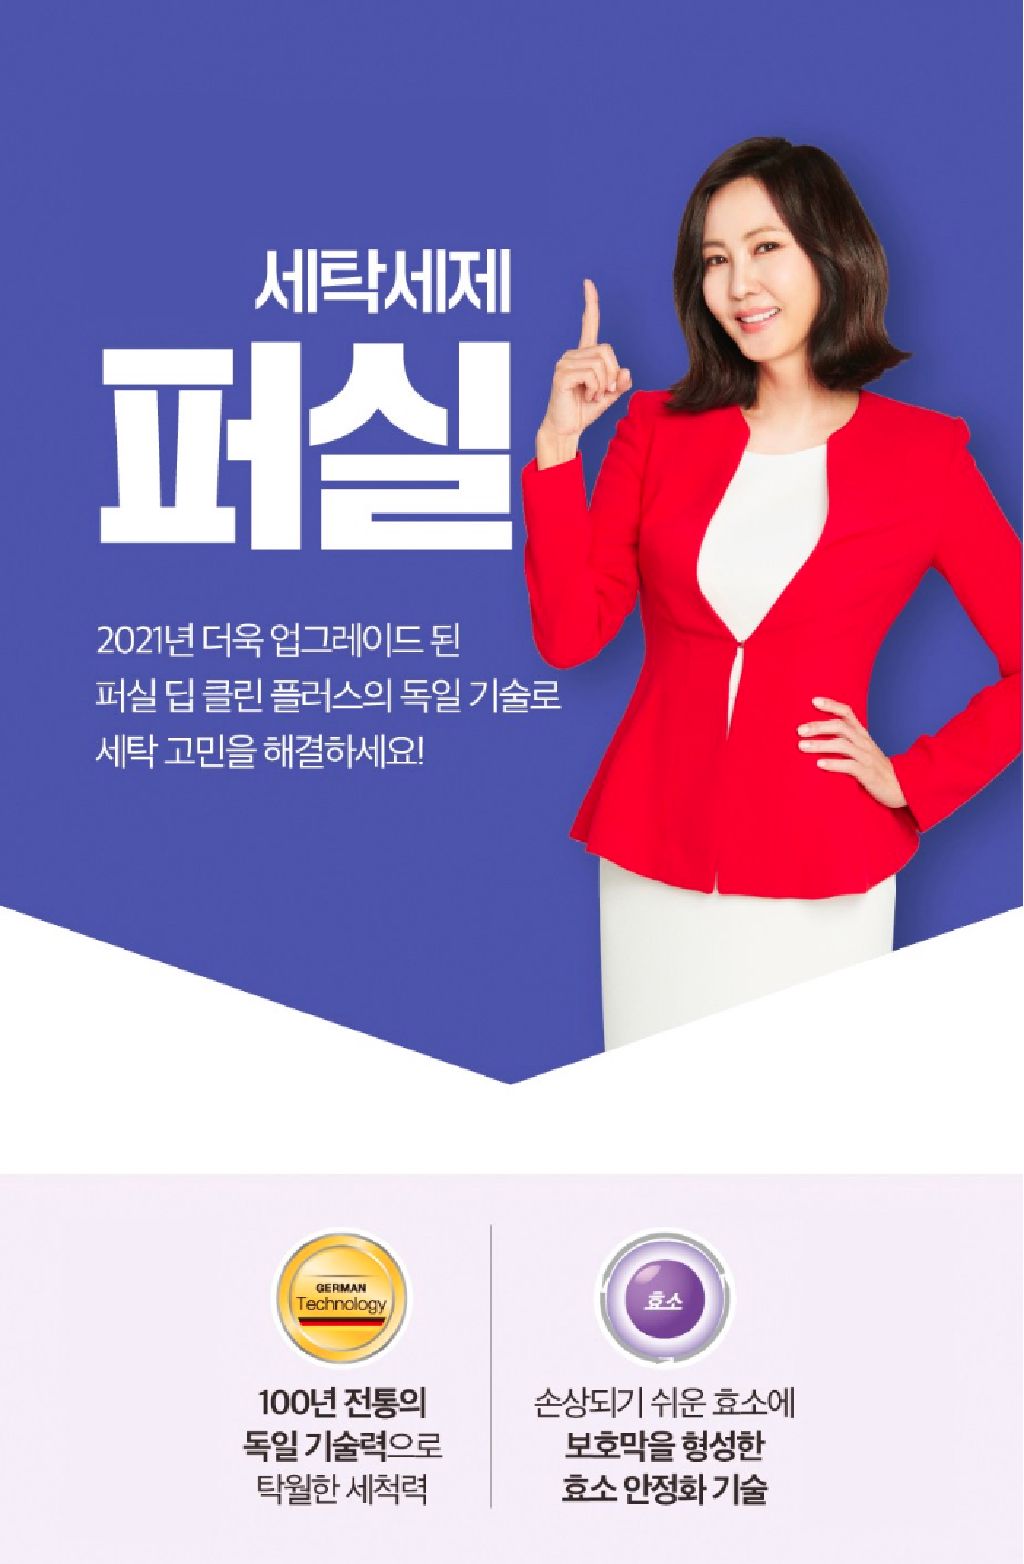 세탁세제
퍼실
2021년 더욱 업그레이드 된
퍼실 딥 클린 플러스의 독일 기술로
세탁 고민을 해결하세요!
GERMAN
Technology
100년 전통의
독일 기술력으로
탁월한 세척력
효소
손상되기 쉬운 효소에
보호막을 형성한
효소 안정화 기술